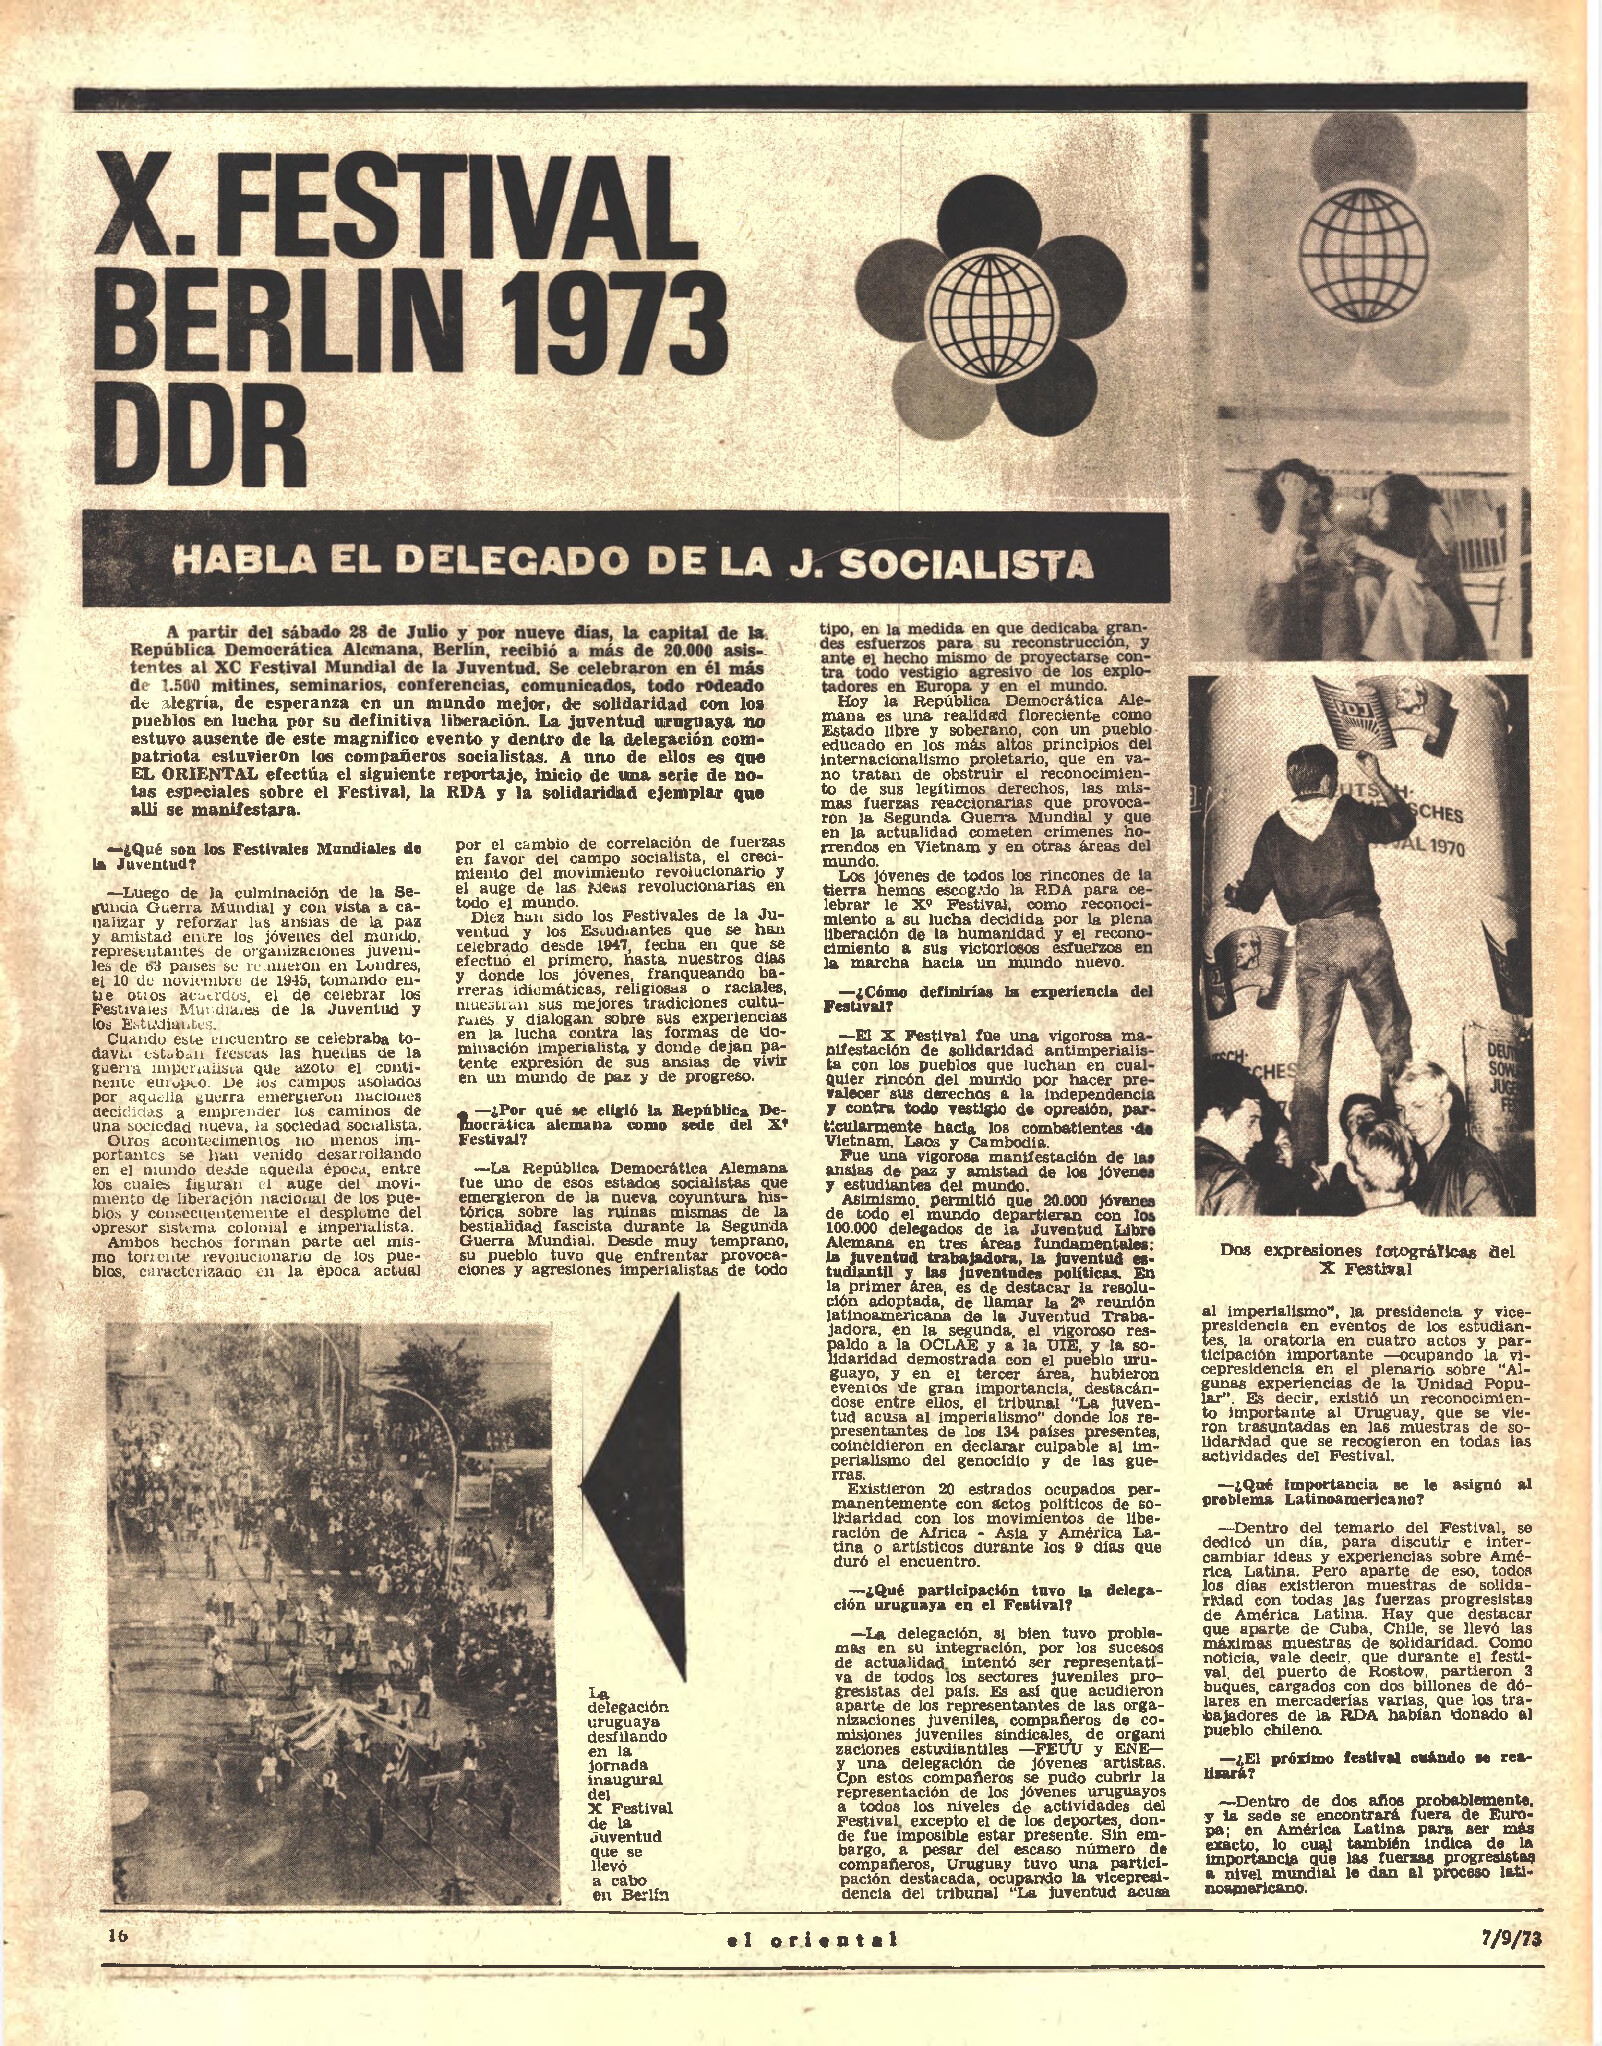 X. FESTIVAL
BERLIN 1973
DDR
HABLA EL DELEGADO DE LA J. SOCIALISTA
A partir del sábado 28 de Julio y por nueve días, la capital de la
República Democrática Alemana, Berlín, recibió a más de 20.000 asis-
tentes al XC Festival Mundial de la Juventud. Se celebraron en él más
de 1.500 mitines, seminarios, conferencias, comunicados, todo rodeado
de alegría, de esperanza en un mundo mejor, de solidaridad con los
pueblos en lucha por su definitiva liberación. La juventud uruguaya no
estuvo ausente de este magnífico evento y dentro de la delegación com-
patriota estuvieron los compañeros socialistas. A uno de ellos es que
EL ORIENTAL efectúa el siguiente reportaje, inicio de una serie de no-
tas especiales sobre el Festival, la RDA y la solidaridad ejemplar que
allí se manifestara.
—¿Qué son los Festivales Mundiales de
la Juventud?
—Luego de la culminación de la Se-
gunda Guerra Mundial y con vista a ca-
nalizar y reforzar las ansias de la paz
y amistad entre los jóvenes del mundo,
representantes de organizaciones juveni-
les de 63 países se reunieron en Londres,
el 10 de noviembre de 1945, tomando en-
tre otros acuerdos, el de celebrar los
Festivales Mundiales de la Juventud y
los Estudiantes.
Cuando este encuentro se celebraba to-
davía estaban frescas las huellas de la
guerra imperialista que azotó el conti-
nente europeo. De los campos asolados
por aquella guerra emergieron naciones
decididas a emprender los caminos de
una sociedad nueva, la sociedad socialista.
Otros acontecimientos no menos im-
portantes se han venido desarrollando
en el mundo desde aquella época, entre
los cuales figuran el auge del movi-
miento de liberación nacional de los pue-
blos y consecuentemente el desplome del
opresor sistema colonial e imperialista.
Ambos hechos forman parte del mis-
mo torrente revolucionario de los pue-
blos, caracterizado en la época actual
por el cambio de correlación de fuerzas
en favor del campo socialista, el creci-
miento del movimiento revolucionario y
el auge de las ideas revolucionarias en
todo el mundo.
Diez han sido los Festivales de la Ju-
ventud y los Estudiantes que se han
celebrado desde 1947, fecha en que se
efectuó el primero, hasta nuestros días
y donde los jóvenes, franqueando ba-
rreras idiomáticas, religiosas o raciales,
muestran sus mejores tradiciones cultu-
rales y dialogan sobre sus experiencias
en la lucha contra las formas de do-
minación imperialista y donde dejan pa-
tente expresión de sus ansias de vivir
en un mundo de paz y de progreso.
—¿Por qué se eligió la República De-
mocrática alemana como sede del Xº
Festival?
—La República Democrática Alemana
fue uno de esos estados socialistas que
emergieron de la nueva coyuntura his-
tórica sobre las ruinas mismas de la
bestialidad fascista durante la Segunda
Guerra Mundial. Desde muy temprano,
su pueblo tuvo que enfrentar provoca-
ciones y agresiones imperialistas de todo
tipo, en la medida en que dedicaba gran-
des esfuerzos para su reconstrucción, y
ante el hecho mismo de proyectarse con-
tra todo vestigio agresivo de los explo-
tadores en Europa y en el mundo.
Hoy la República Democrática Ale-
mana es una realidad floreciente como
Estado libre y soberano, con un pueblo
educado en los más altos principios del
internacionalismo proletario, que en va-
no tratan de obstruir el reconocimien-
to de sus legítimos derechos, las mis-
mas fuerzas reaccionarias que provoca-
ron la Segunda Guerra Mundial y que
en la actualidad cometen crímenes ho-
rrendos en Vietnam y en otras áreas del
mundo.
Los jóvenes de todos los rincones de la
tierra hemos escogido la RDA para ce-
lebrar le Xº Festival, como reconoci-
miento a su lucha decidida por la plena
liberación de la humanidad y el recono-
cimiento a sus victoriosos esfuerzos en
la marcha hacia un mundo nuevo.
—¿Cómo definirías la experiencia del
Festival?
—El X Festival fue una vigorosa ma-
nifestación de solidaridad antimperialis-
ta con los pueblos que luchan en cual-
quier rincón del mundo por hacer pre-
valecer sus derechos a la independencia
y contra todo vestigio de opresión, par-
ticularmente hacia los combatientes de
Vietnam, Laos y Cambodia.
Fue una vigorosa manifestación de las
ansias de paz y amistad de los jóvenes
y estudiantes del mundo.
Asimismo, permitió que 20.000 jóvenes
de todo el mundo departieran con los
100.000 delegados de la Juventud Libre
Alemana en tres áreas fundamentales:
la juventud trabajadora, la juventud es-
tudiantil y las juventudes políticas. En
la primer área, es de destacar la resolu-
ción adoptada, de llamar la 2ª reunión
latinoamericana de la Juventud Traba-
jadora, en la segunda, el vigoroso res-
paldo a la OCLAE y a la UIE, y la so-
lidaridad demostrada con el pueblo uru-
guayo, y en el tercer área, hubieron
eventos de gran importancia, destacán-
dose entre ellos, el tribunal "La juven-
tud acusa al imperialismo" donde los re-
presentantes de los 134 países presentes,
coincidieron en declarar culpable al im-
perialismo del genocidio y de las gue-
rras.
Existieron 20 estrados ocupados per-
manentemente con actos políticos de so-
lidaridad con los movimientos de libe-
ración de Africa - Asia y América La-
tina o artísticos durante los 9 días que
duró el encuentro.
—¿Qué participación tuvo la delega-
ción uruguaya en el Festival?
—La delegación, si bien tuvo proble-
mas en su integración, por los sucesos
de actualidad, intentó ser representati-
va de todos los sectores juveniles pro-
gresistas del país. Es así que acudieron
aparte de los representantes de las orga-
nizaciones juveniles, compañeros de co-
misiones juveniles sindicales, de organi
zaciones estudiantiles —FEUU y ENE—
y una delegación de jóvenes artistas.
Con estos compañeros se pudo cubrir la
representación de los jóvenes uruguayos
a todos los niveles de actividades del
Festival, excepto el de los deportes, don-
de fue imposible estar presente. Sin em-
bargo, a pesar del escaso número de
compañeros, Uruguay tuvo una partici-
pación destacada, ocupando la vicepresi-
dencia del tribunal "La juventud acusa
FDJ
DEUTSCH-
SCHES
VAL 1970
Dos expresiones fotográficas del
X Festival
al imperialismo", la presidencia y vice-
presidencia en eventos de los estudian-
tes, la oratoria en cuatro actos y par-
ticipación importante —ocupando la vi-
cepresidencia en el plenario sobre "Al-
gunas experiencias de la Unidad Popu-
lar". Es decir, existió un reconocimien-
to importante al Uruguay, que se vie-
ron trasuntadas en las muestras de so-
lidaridad que se recogieron en todas las
actividades del Festival.
—¿Qué importancia se le asignó al
problema Latinoamericano?
—Dentro del temario del Festival, se
dedicó un día, para discutir e inter-
cambiar ideas y experiencias sobre Amé-
rica Latina. Pero aparte de eso, todos
los días existieron muestras de solida-
ridad con todas las fuerzas progresistas
de América Latina. Hay que destacar
que aparte de Cuba, Chile, se llevó las
máximas muestras de solidaridad. Como
noticia, vale decir, que durante el festi-
val, del puerto de Rostow, partieron 3
buques, cargados con dos billones de dó-
lares en mercaderías varias, que los tra-
bajadores de la RDA habían donado al
pueblo chileno.
—¿El próximo festival cuándo se rea-
lisará?
—Dentro de dos años probablemente,
y la sede se encontrará fuera de Euro-
pa; en América Latina para ser más
exacto, lo cual también indica de la
importancia que las fuerzas progresistas
a nivel mundial le dan al proceso lati-
noamericano.
La
delegación
uruguaya
desfilando
en la
jornada
inaugural
del
X Festival
de la
Juventud
que se
llevó
a cabo
en Berlín
16
el oriental
7/9/73